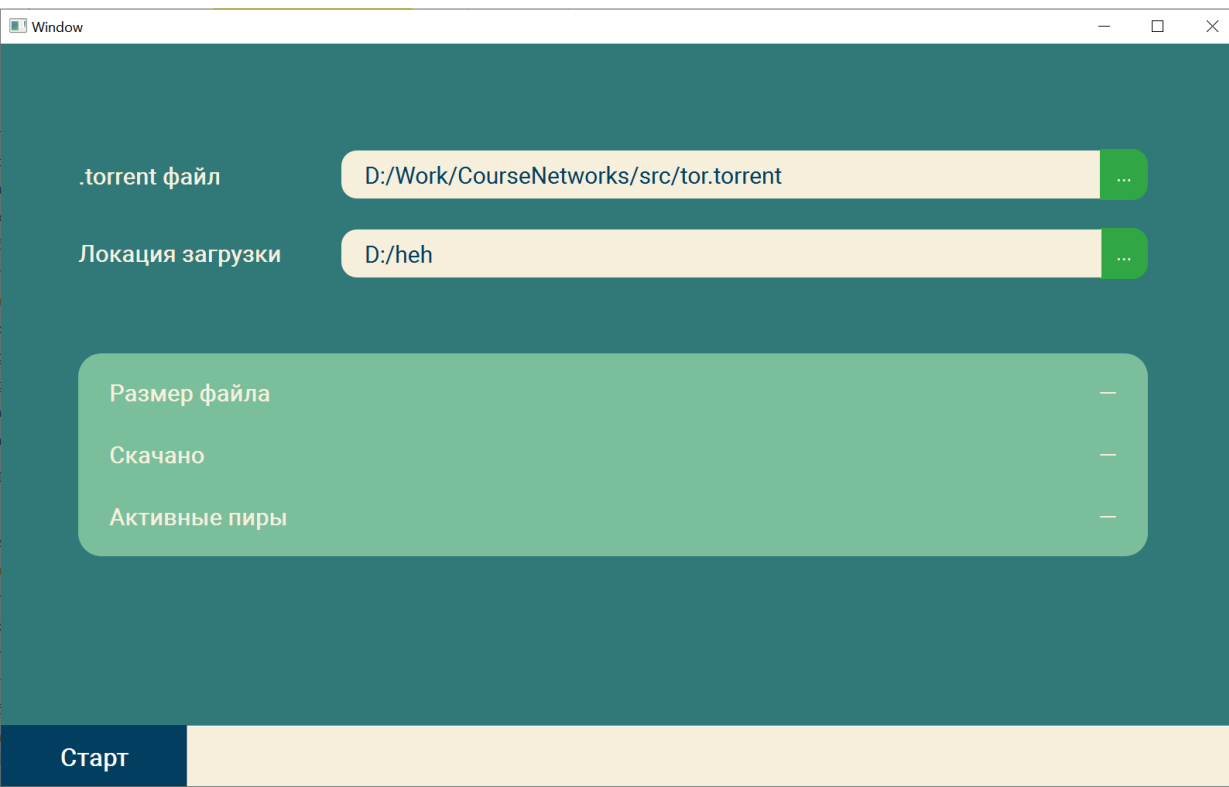 Window
.torrent файл
D:/Work/CourseNetworks/src/tor.torrent
...
Локация загрузки
D:/heh
...
Размер файла
—
Скачано
—
Активные пиры
—
Старт